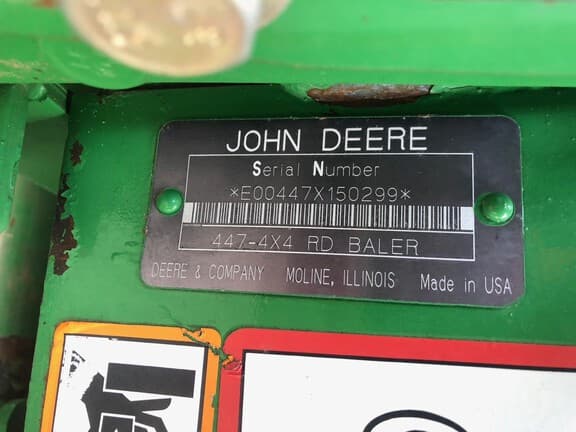 JOHN DEERE
Serial Number
*E00447X150299*
447-4X4 RD BALER
DEERE & COMPANY MOLINE, ILLINOIS Made in USA